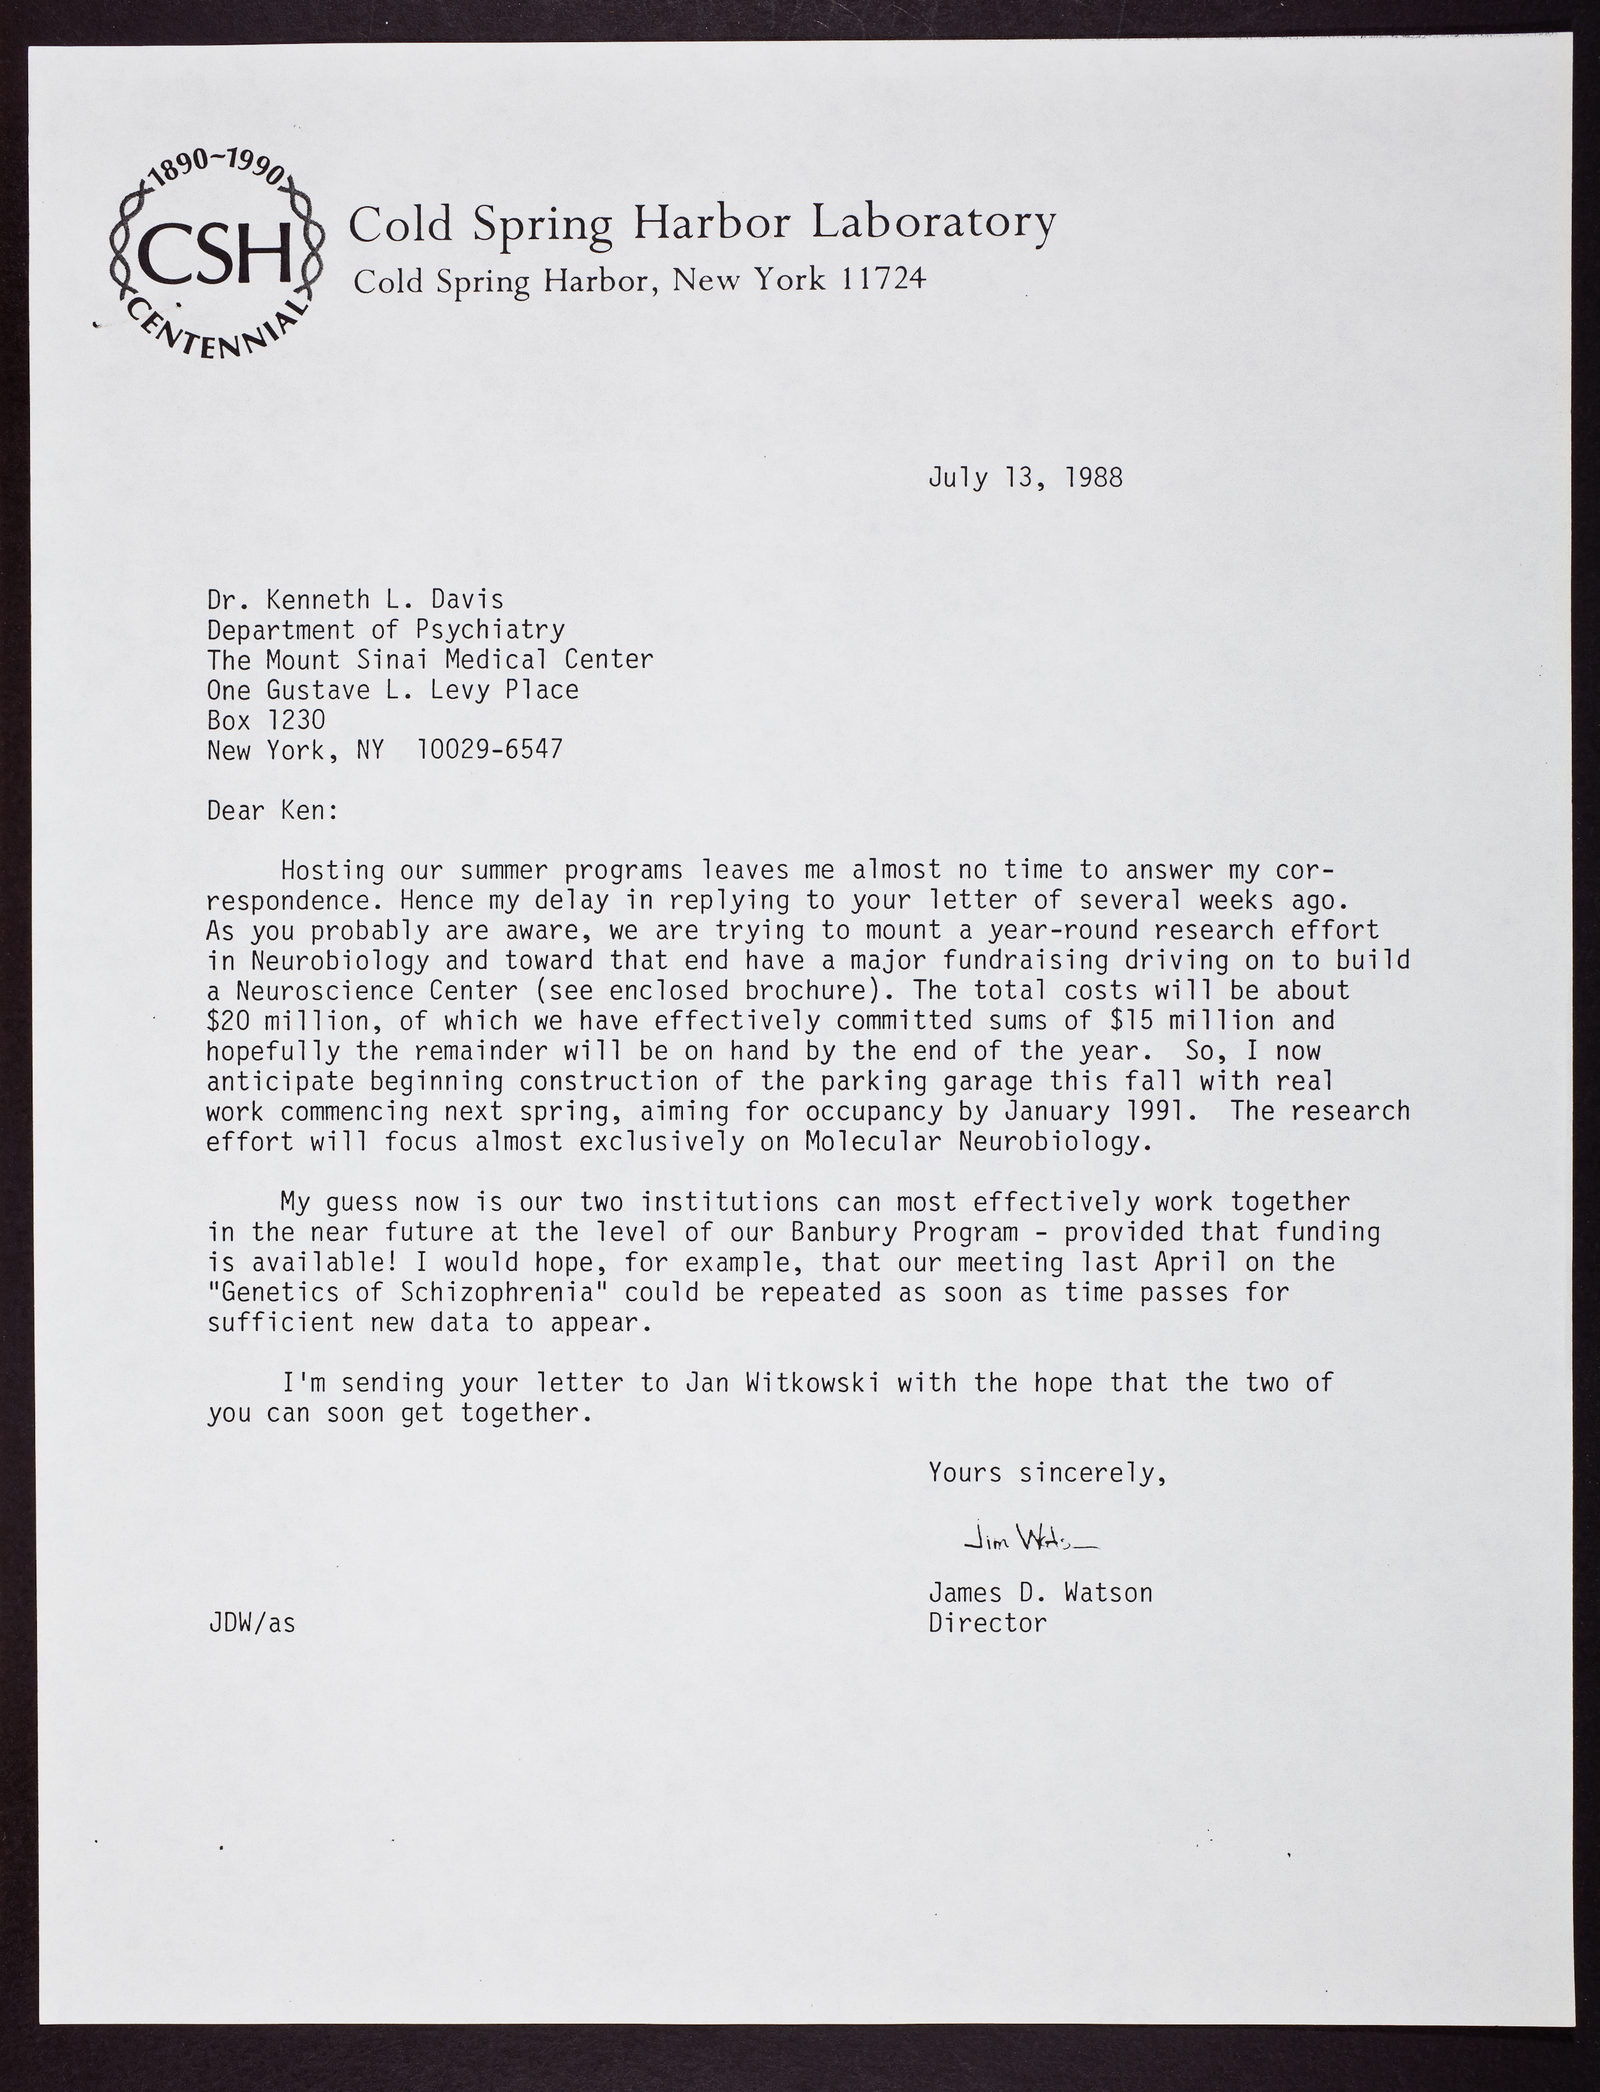 1890~1990
CSH
CENTENNIAL
Cold Spring Harbor Laboratory
Cold Spring Harbor, New York 11724
July 13, 1988
Dr. Kenneth L. Davis
Department of Psychiatry
The Mount Sinai Medical Center
One Gustave L. Levy Place
Box 1230
New York, NY  10029-6547
Dear Ken:
Hosting our summer programs leaves me almost no time to answer my cor-
respondence. Hence my delay in replying to your letter of several weeks ago.
As you probably are aware, we are trying to mount a year-round research effort
in Neurobiology and toward that end have a major fundraising driving on to build
a Neuroscience Center (see enclosed brochure). The total costs will be about
$20 million, of which we have effectively committed sums of $15 million and
hopefully the remainder will be on hand by the end of the year.  So, I now
anticipate beginning construction of the parking garage this fall with real
work commencing next spring, aiming for occupancy by January 1991.  The research
effort will focus almost exclusively on Molecular Neurobiology.
My guess now is our two institutions can most effectively work together
in the near future at the level of our Banbury Program - provided that funding
is available! I would hope, for example, that our meeting last April on the
"Genetics of Schizophrenia" could be repeated as soon as time passes for
sufficient new data to appear.
I'm sending your letter to Jan Witkowski with the hope that the two of
you can soon get together.
Yours sincerely,
Jim Watson
James D. Watson
JDW/as Director